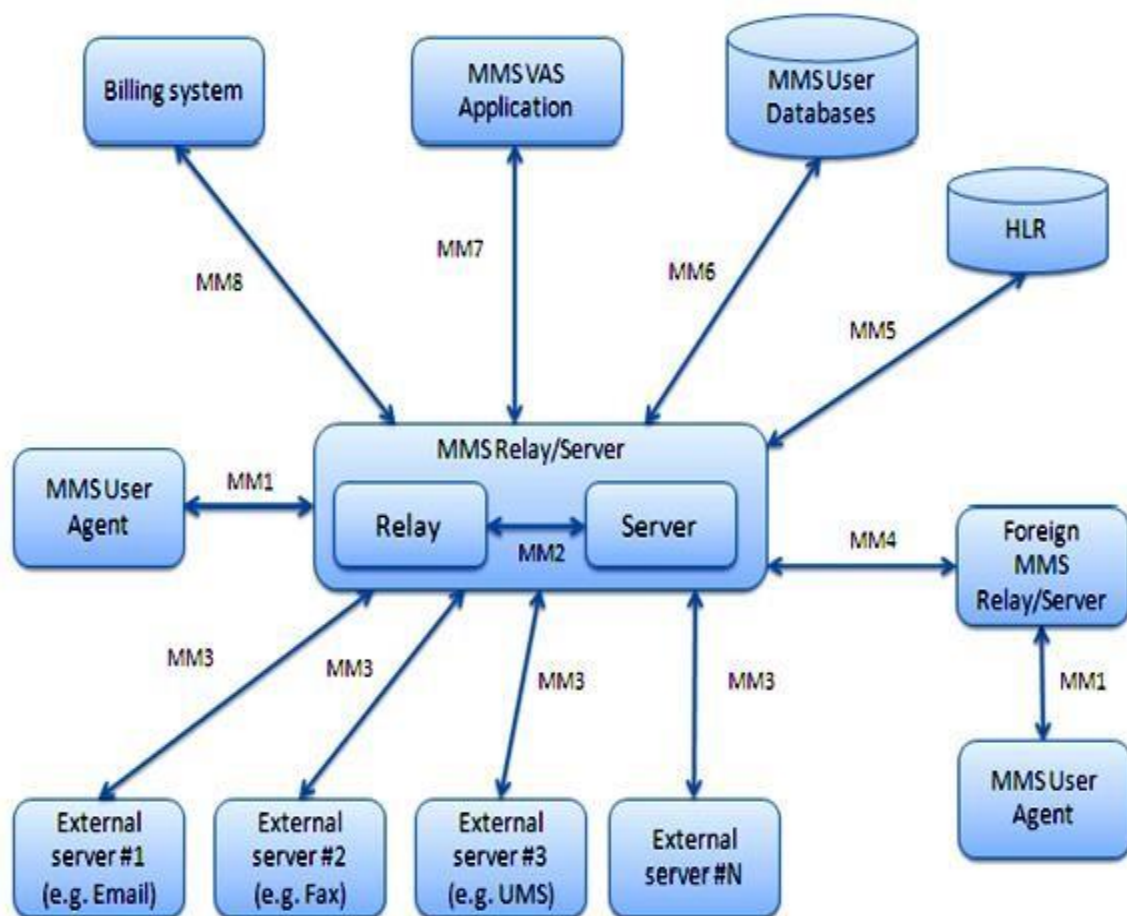 Billing system
MMS VAS
Application
MMS User
Databases
HLR
MM8
MM7
MM6
MM5
MMS Relay/Server
MMS User
Agent
MM1
Relay
MM2
Server
MM4
Foreign
MMS
Relay/Server
MM3
MM3
MM3
MM3
MM1
External
server #1
(e.g. Email)
External
server #2
(e.g. Fax)
External
server #3
(e.g. UMS)
External
server #N
MMS User
Agent